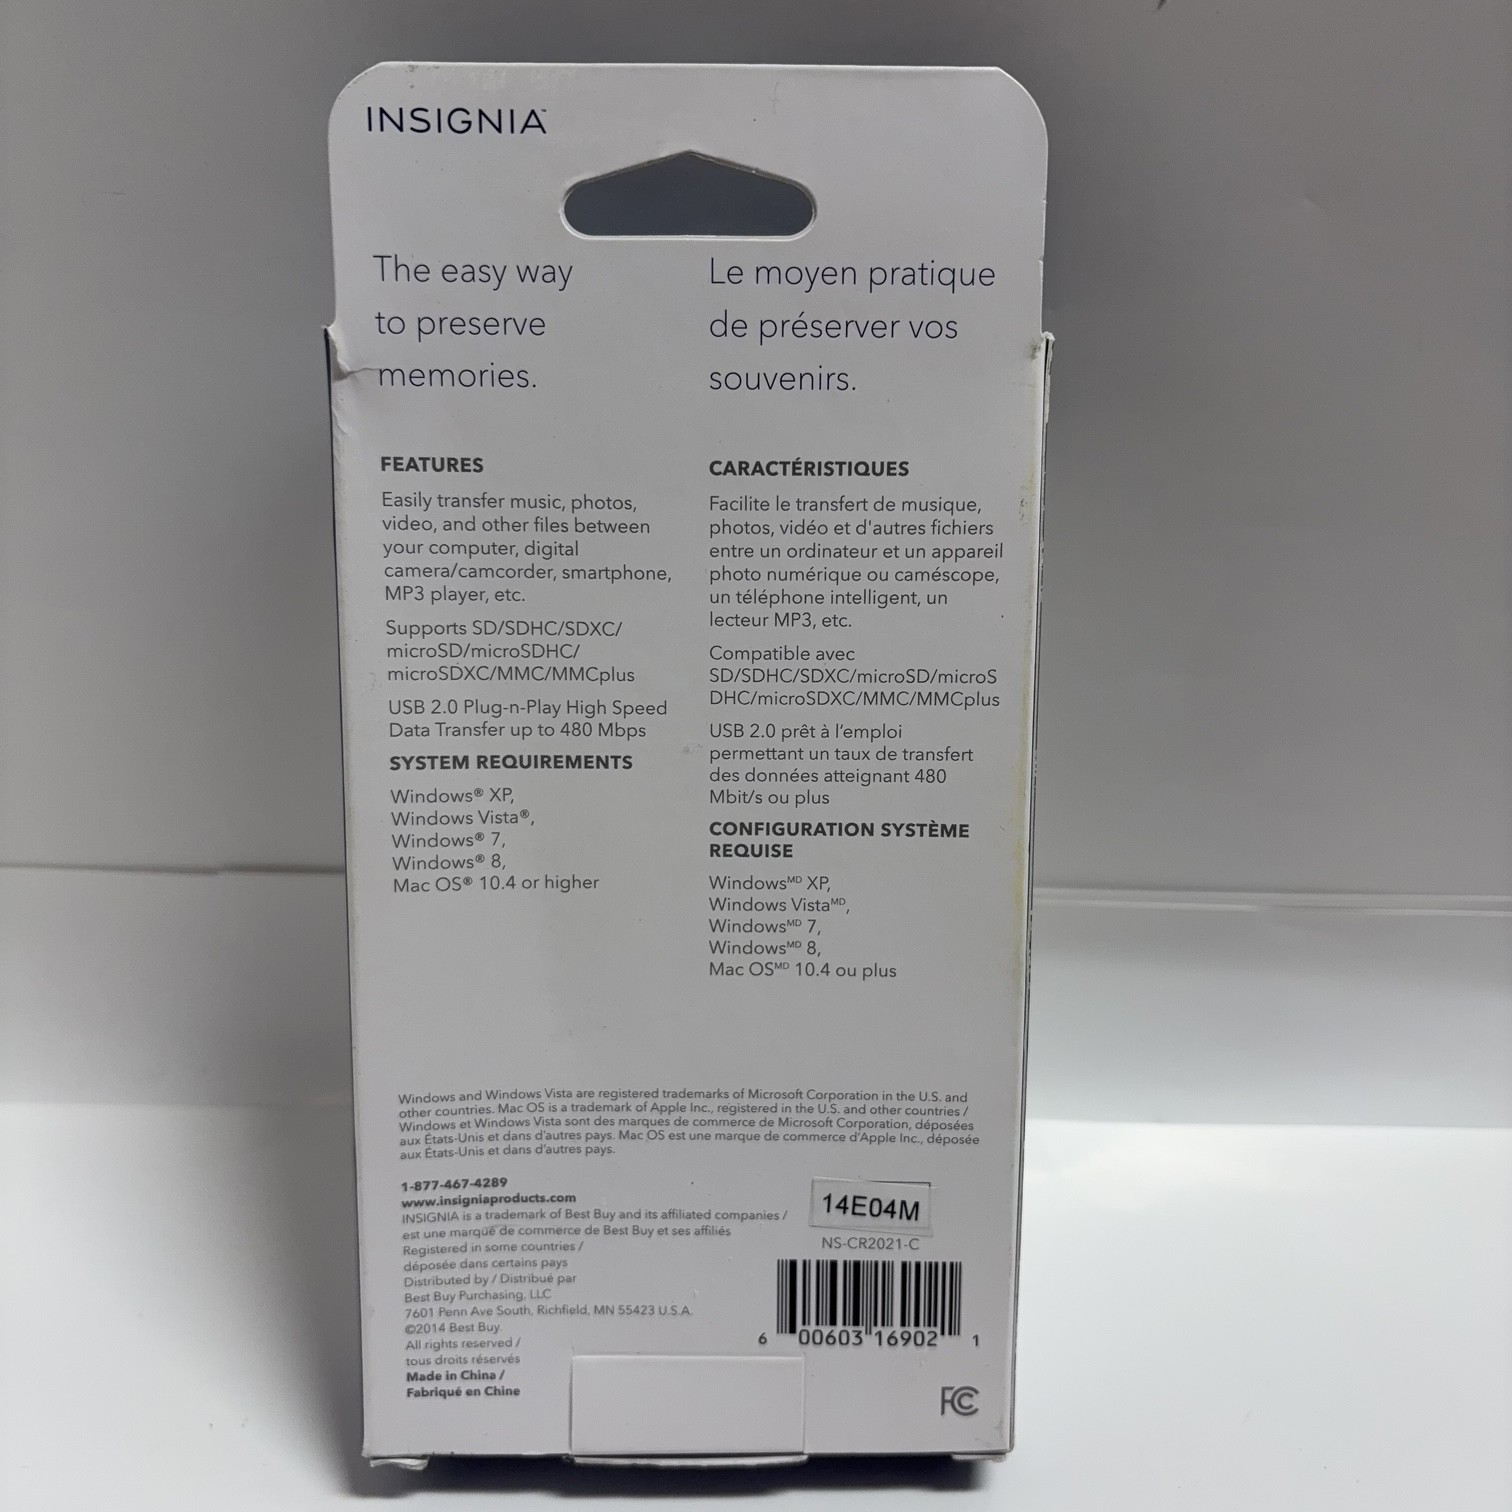 INSIGNIA™
The easy way
to preserve
memories.
Le moyen pratique
de préserver vos
souvenirs.
FEATURES
Easily transfer music, photos,
video, and other files between
your computer, digital
camera/camcorder, smartphone,
MP3 player, etc.
Supports SD/SDHC/SDXC/
microSD/microSDHC/
microSDXC/MMC/MMCplus
USB 2.0 Plug-n-Play High Speed
Data Transfer up to 480 Mbps
SYSTEM REQUIREMENTS
Windows® XP,
Windows Vista®,
Windows® 7,
Windows® 8,
Mac OS® 10.4 or higher
CARACTÉRISTIQUES
Facilite le transfert de musique,
photos, vidéo et d'autres fichiers
entre un ordinateur et un appareil
photo numérique ou caméscope,
un téléphone intelligent, un
lecteur MP3, etc.
Compatible avec
SD/SDHC/SDXC/microSD/microS
DHC/microSDXC/MMC/MMCplus
USB 2.0 prêt à l'emploi
permettant un taux de transfert
des données atteignant 480
Mbit/s ou plus
CONFIGURATION SYSTÈME
REQUISE
Windowsᴹᴰ XP,
Windows Vistaᴹᴰ,
Windowsᴹᴰ 7,
Windowsᴹᴰ 8,
Mac OSᴹᴰ 10.4 ou plus
Windows and Windows Vista are registered trademarks of Microsoft Corporation in the U.S. and
other countries. Mac OS is a trademark of Apple Inc., registered in the U.S. and other countries /
Windows et Windows Vista sont des marques de commerce de Microsoft Corporation, déposées
aux États-Unis et dans d'autres pays. Mac OS est une marque de commerce d'Apple Inc., déposée
aux États-Unis et dans d'autres pays.
1-877-467-4289
www.insigniaproducts.com
INSIGNIA is a trademark of Best Buy and its affiliated companies /
est une marque de commerce de Best Buy et ses affiliés
Registered in some countries /
déposée dans certains pays
Distributed by / Distribué par
Best Buy Purchasing, LLC
7601 Penn Ave South, Richfield, MN 55423 U.S.A.
©2014 Best Buy.
All rights reserved /
tous droits réservés
Made in China /
Fabriqué en Chine
14E04M
NS-CR2021-C
6 00603 16902 1
FC